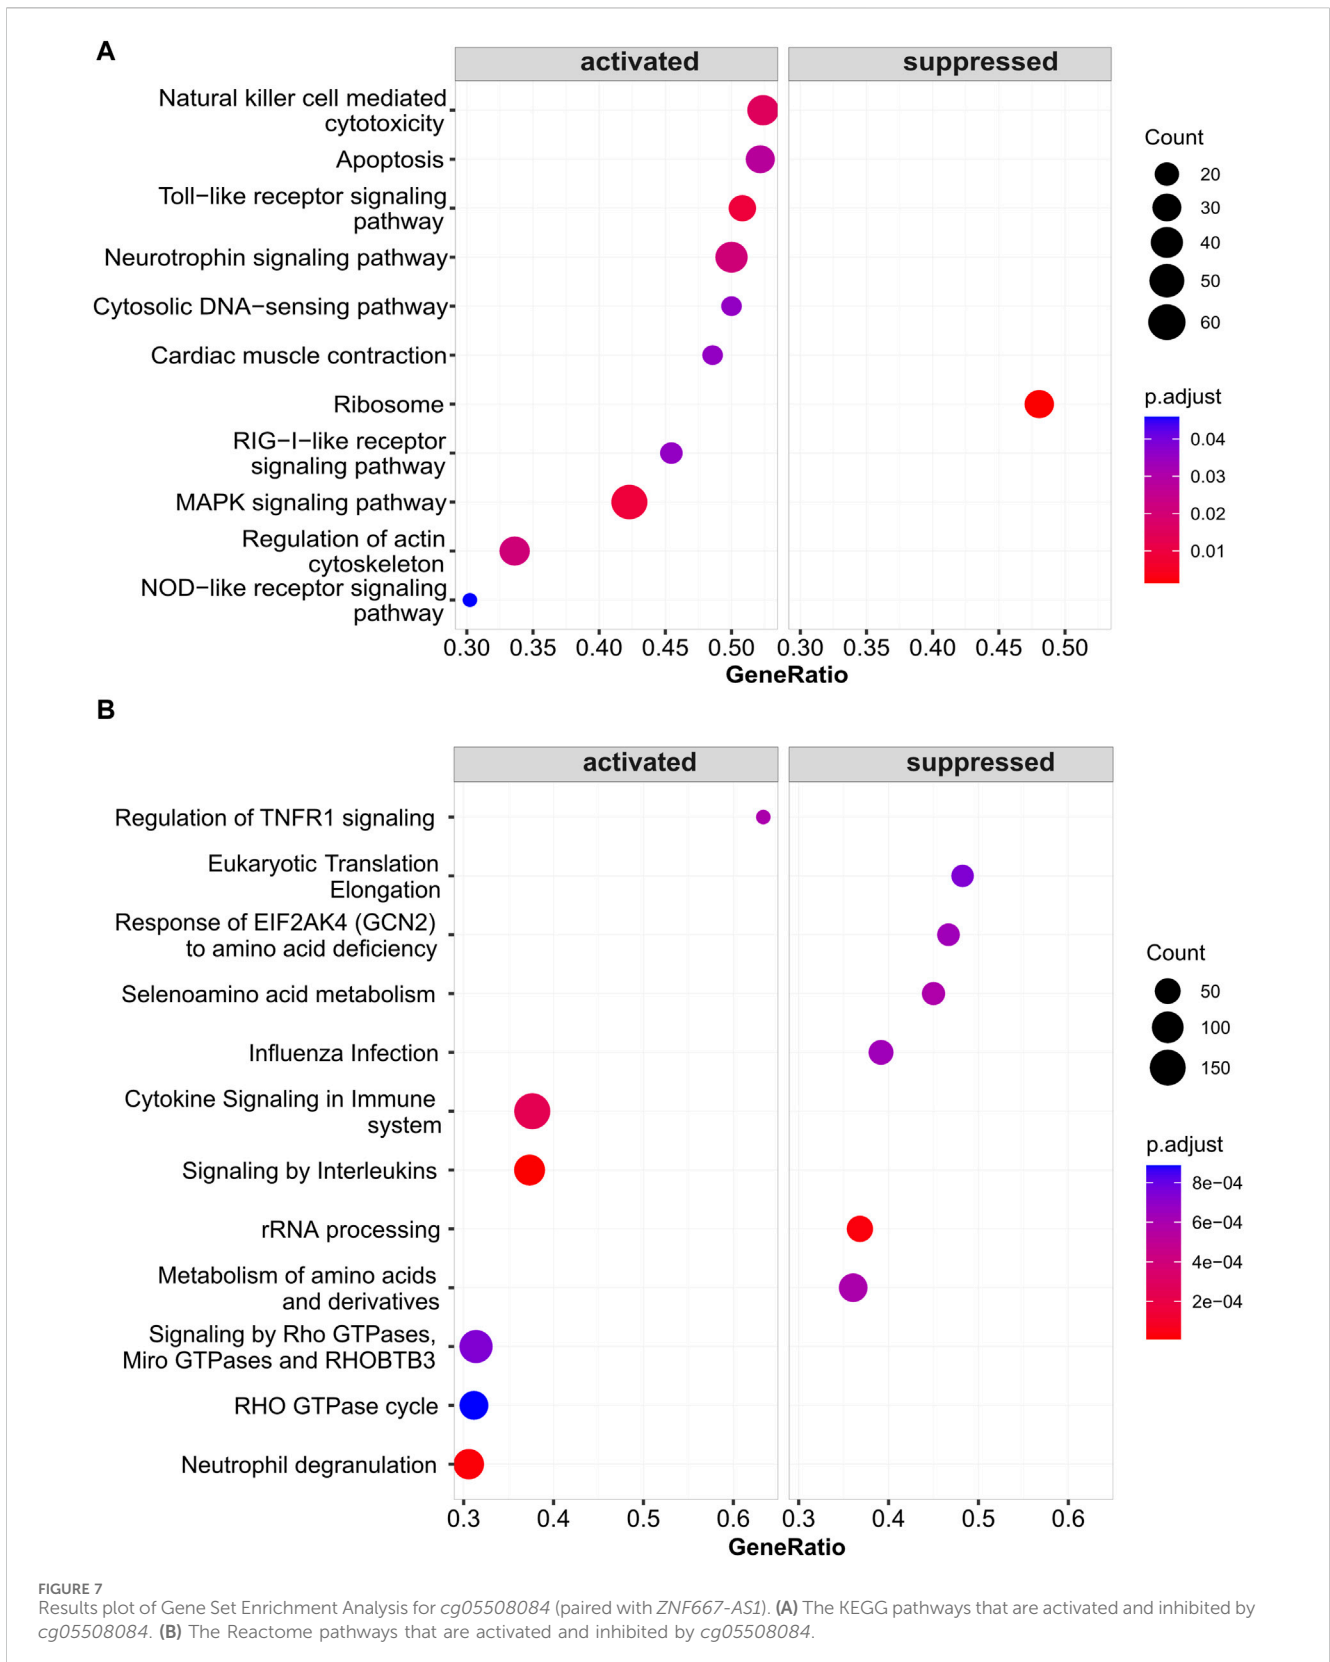 A
activated suppressed
Natural killer cell mediated
cytotoxicity
Apoptosis
Toll−like receptor signaling
pathway
Neurotrophin signaling pathway
Cytosolic DNA−sensing pathway
Cardiac muscle contraction
Ribosome
RIG−I−like receptor
signaling pathway
MAPK signaling pathway
Regulation of actin
cytoskeleton
NOD−like receptor signaling
pathway
0.30 0.35 0.40 0.45 0.50 0.30 0.35 0.40 0.45 0.50
GeneRatio
Count
20
30
40
50
60
p.adjust
0.04
0.03
0.02
0.01
B
activated suppressed
Regulation of TNFR1 signaling
Eukaryotic Translation
Elongation
Response of EIF2AK4 (GCN2)
to amino acid deficiency
Selenoamino acid metabolism
Influenza Infection
Cytokine Signaling in Immune
system
Signaling by Interleukins
rRNA processing
Metabolism of amino acids
and derivatives
Signaling by Rho GTPases,
Miro GTPases and RHOBTB3
RHO GTPase cycle
Neutrophil degranulation
0.3 0.4 0.5 0.6 0.3 0.4 0.5 0.6
GeneRatio
Count
50
100
150
p.adjust
8e−04
6e−04
4e−04
2e−04
FIGURE 7
Results plot of Gene Set Enrichment Analysis for cg05508084 (paired with ZNF667-AS1). (A) The KEGG pathways that are activated and inhibited by
cg05508084. (B) The Reactome pathways that are activated and inhibited by cg05508084.